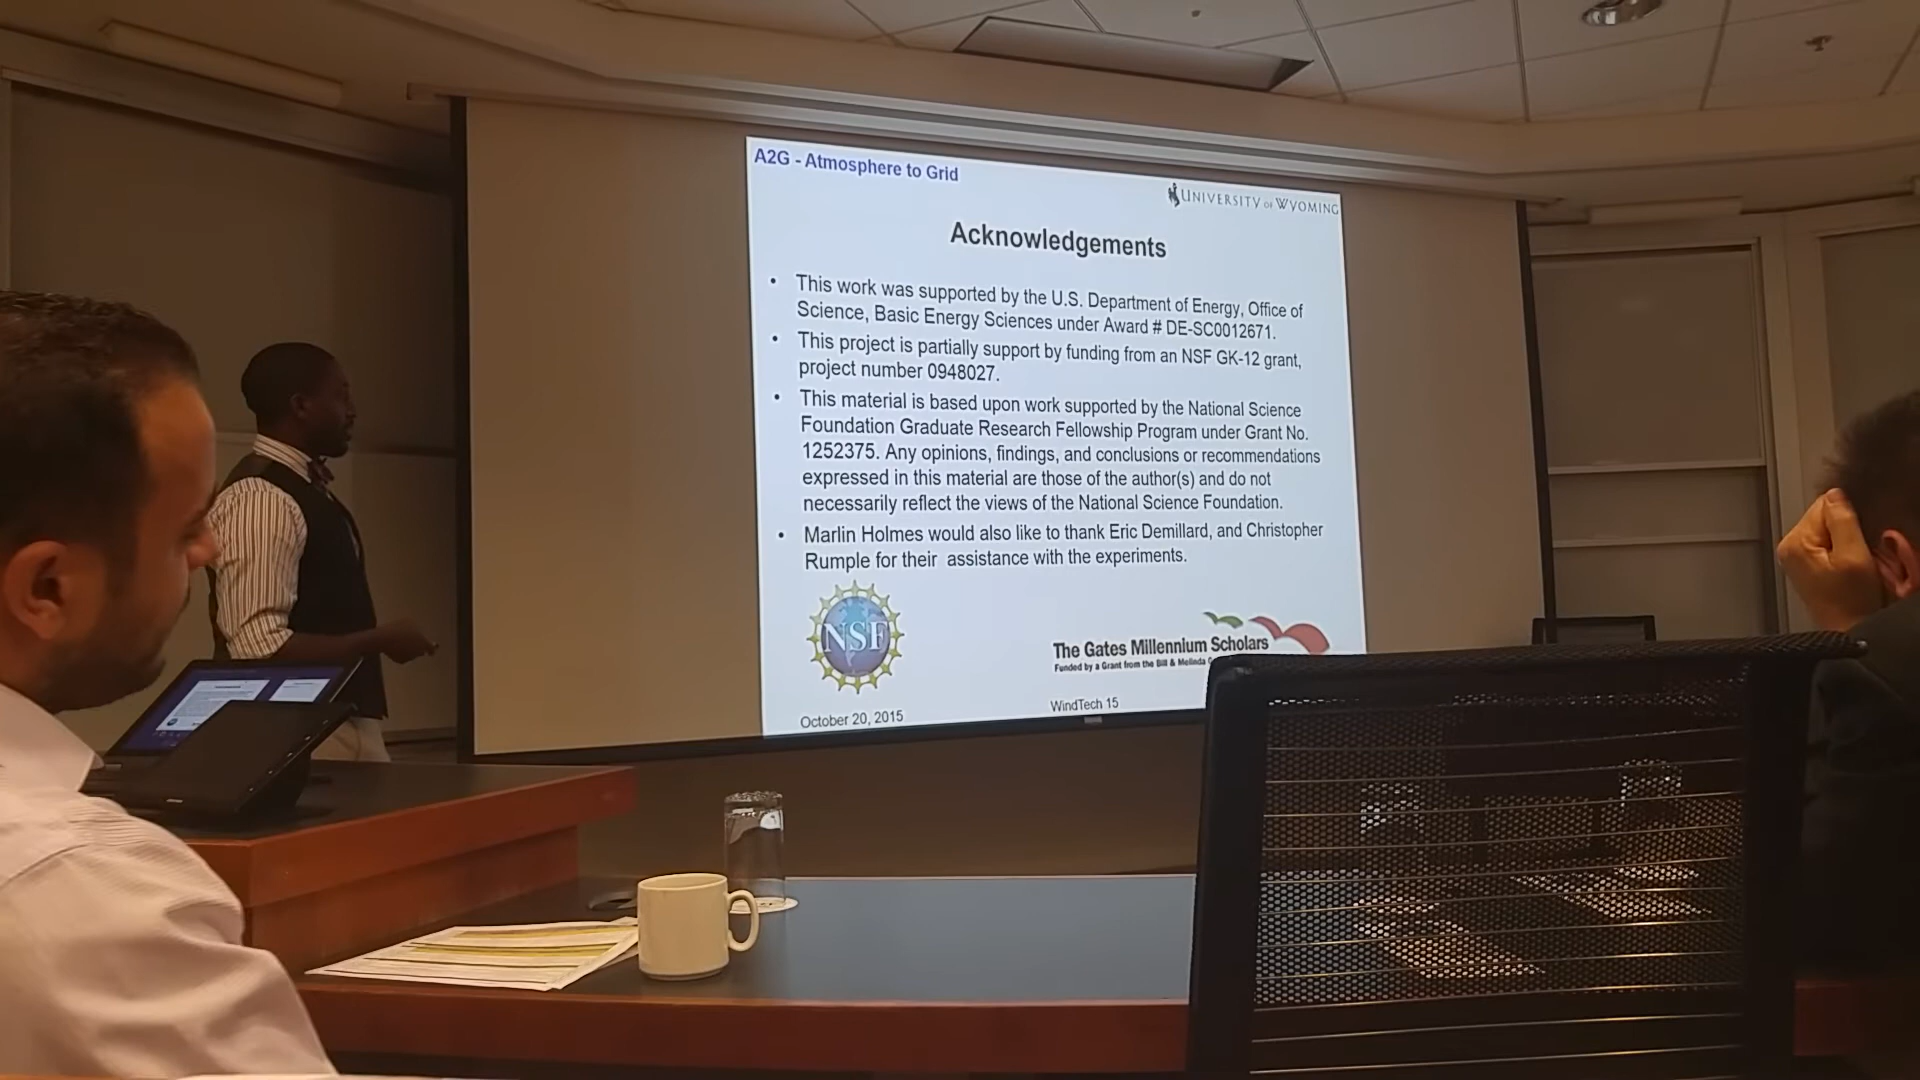 A2G - Atmosphere to Grid
UNIVERSITY OF WYOMING
Acknowledgements
• This work was supported by the U.S. Department of Energy, Office of
Science, Basic Energy Sciences under Award # DE-SC0012671.
• This project is partially support by funding from an NSF GK-12 grant,
project number 0948027.
• This material is based upon work supported by the National Science
Foundation Graduate Research Fellowship Program under Grant No.
1252375. Any opinions, findings, and conclusions or recommendations
expressed in this material are those of the author(s) and do not
necessarily reflect the views of the National Science Foundation.
• Marlin Holmes would also like to thank Eric Demillard, and Christopher
Rumple for their assistance with the experiments.
NSF
The Gates Millennium Scholars
Funded by a Grant from the Bill & Melinda
October 20, 2015
WindTech 15